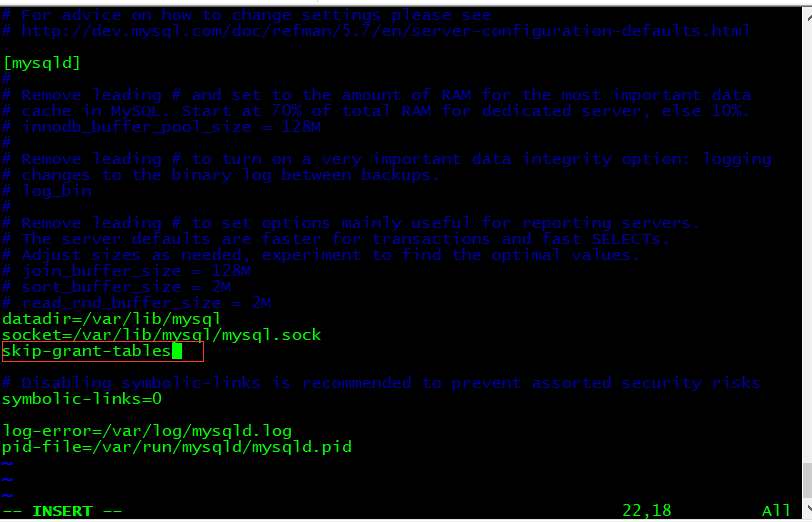 # For advice on how to change settings please see
# http://dev.mysql.com/doc/refman/5.7/en/server-configuration-defaults.html
[mysqld]
#
# Remove leading # and set to the amount of RAM for the most important data
# cache in MySQL. Start at 70% of total RAM for dedicated server, else 10%.
# innodb_buffer_pool_size = 128M
#
# Remove leading # to turn on a very important data integrity option: logging
# changes to the binary log between backups.
# log_bin
#
# Remove leading # to set options mainly useful for reporting servers.
# The server defaults are faster for transactions and fast SELECTs.
# Adjust sizes as needed, experiment to find the optimal values.
# join_buffer_size = 128M
# sort_buffer_size = 2M
# read_rnd_buffer_size = 2M
datadir=/var/lib/mysql
socket=/var/lib/mysql/mysql.sock
skip-grant-tables
# Disabling symbolic-links is recommended to prevent assorted security risks
symbolic-links=0
log-error=/var/log/mysqld.log
pid-file=/var/run/mysqld/mysqld.pid
~
~
~
-- INSERT -- 22,18 All